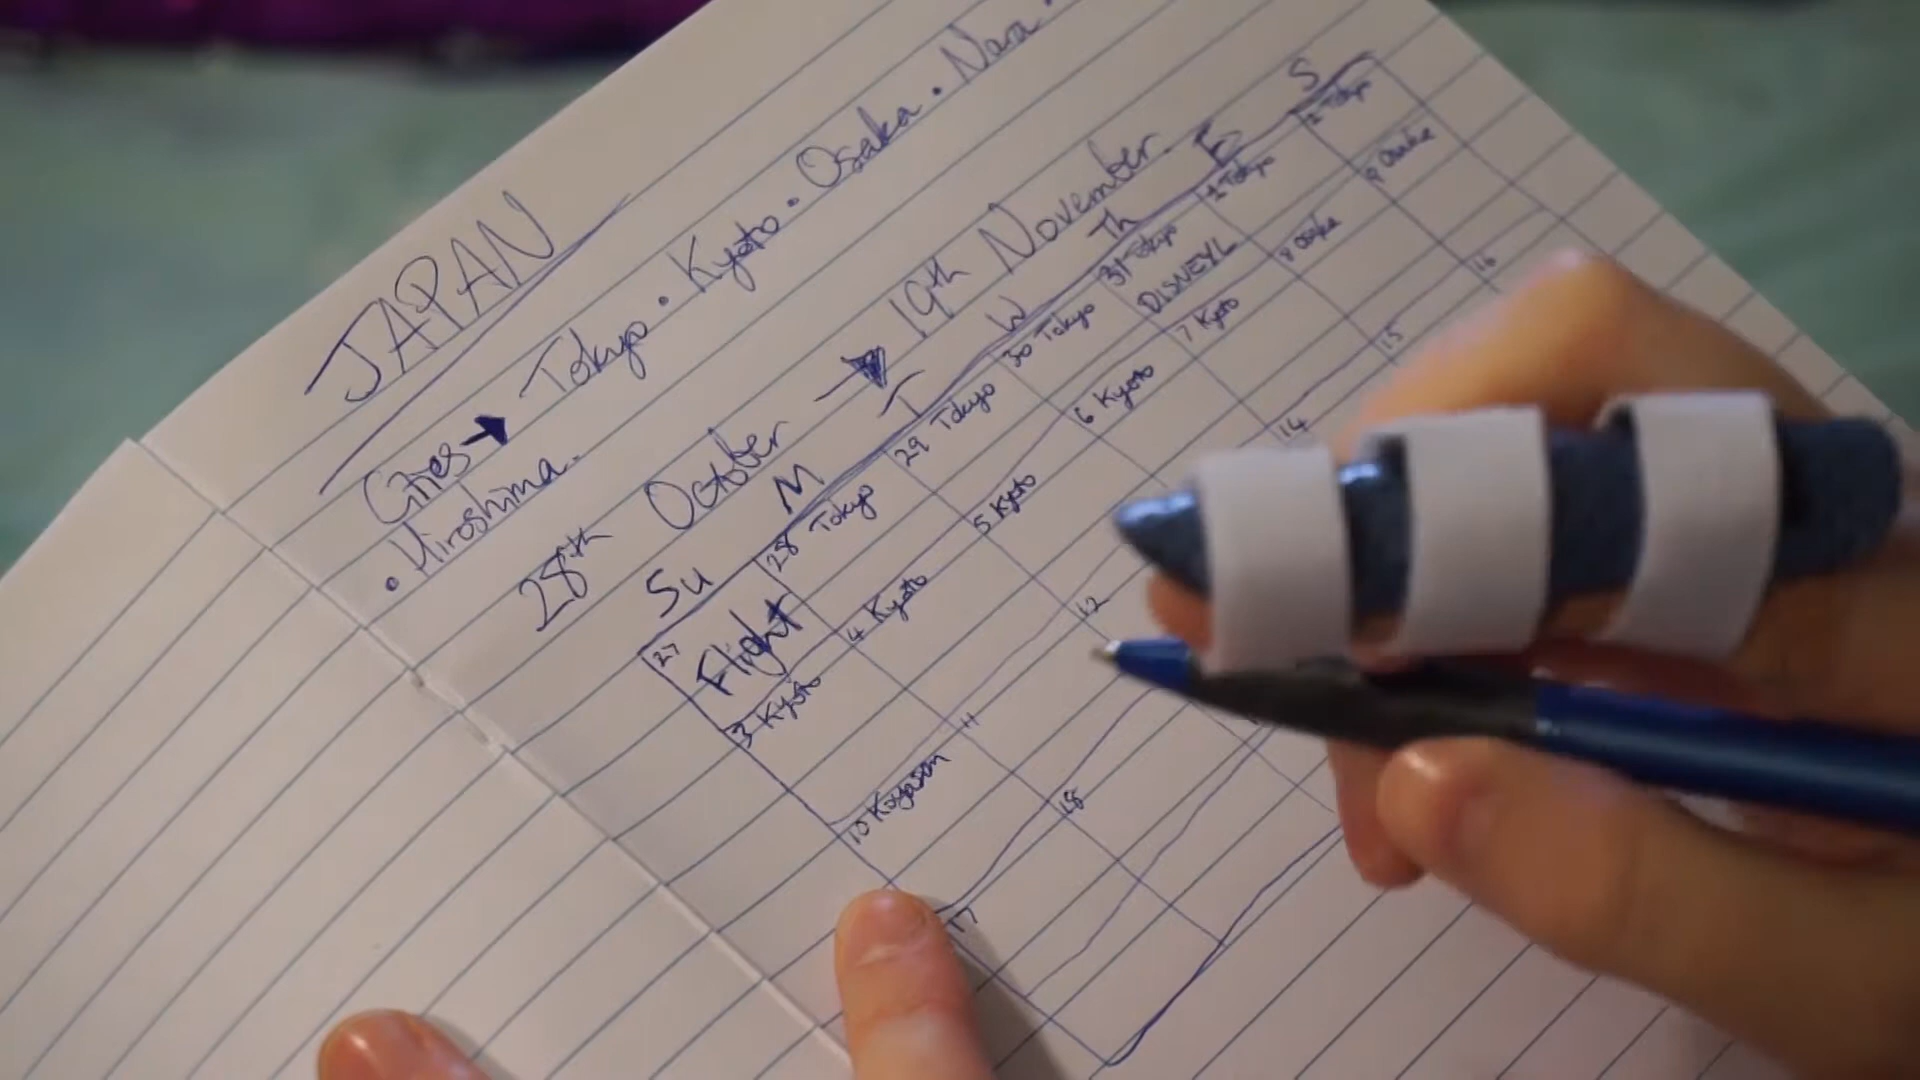 JAPAN
Cities → Tokyo • Kyoto • Osaka • Nara •
• Hiroshima.
28th October → 19th November.
Su M T W Th F S
27 Flight 28 Tokyo 29 Tokyo 30 Tokyo 31 Tokyo DISNEYL 1 Tokyo 2 Tokyo
3 Kyoto 4 Kyoto 5 Kyoto 6 Kyoto 7 Kyoto 8 Osaka 9 Osaka
10 Koyasan 11 12 14 15 16
17 18